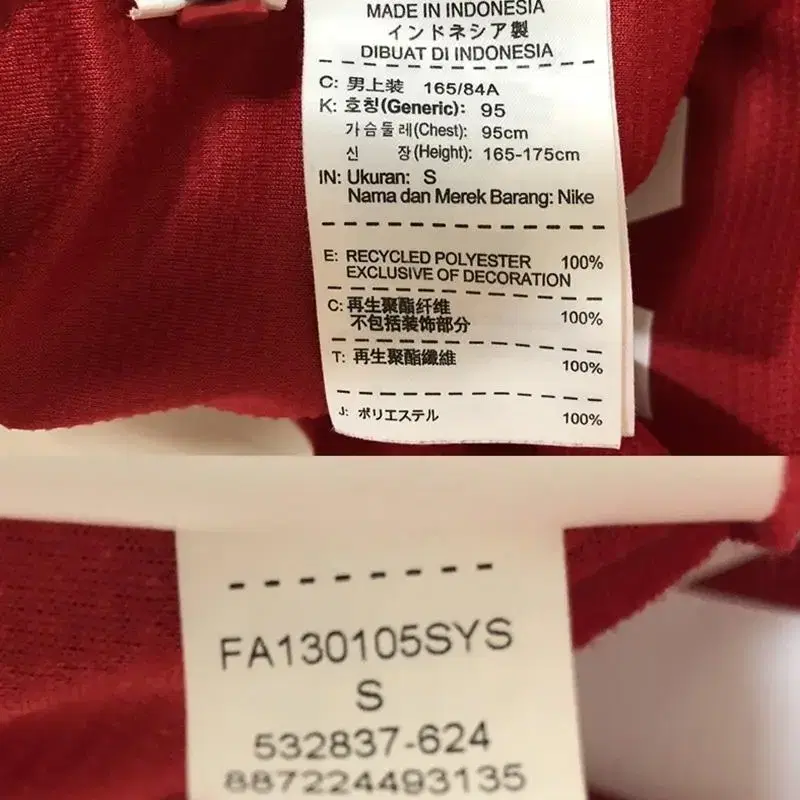 MADE IN INDONESIA
インドネシア製
DIBUAT DI INDONESIA
C: 男上装 165/84A
K: 호칭(Generic): 95
가슴둘레(Chest): 95cm
신 장(Height): 165-175cm
IN: Ukuran: S
Nama dan Merek Barang: Nike
E: RECYCLED POLYESTER 100%
EXCLUSIVE OF DECORATION
C: 再生聚酯纤维 100%
不包括装饰部分
T: 再生聚酯纖維 100%
J: ポリエステル 100%
FA130105SYS
S
532837-624
887224493135